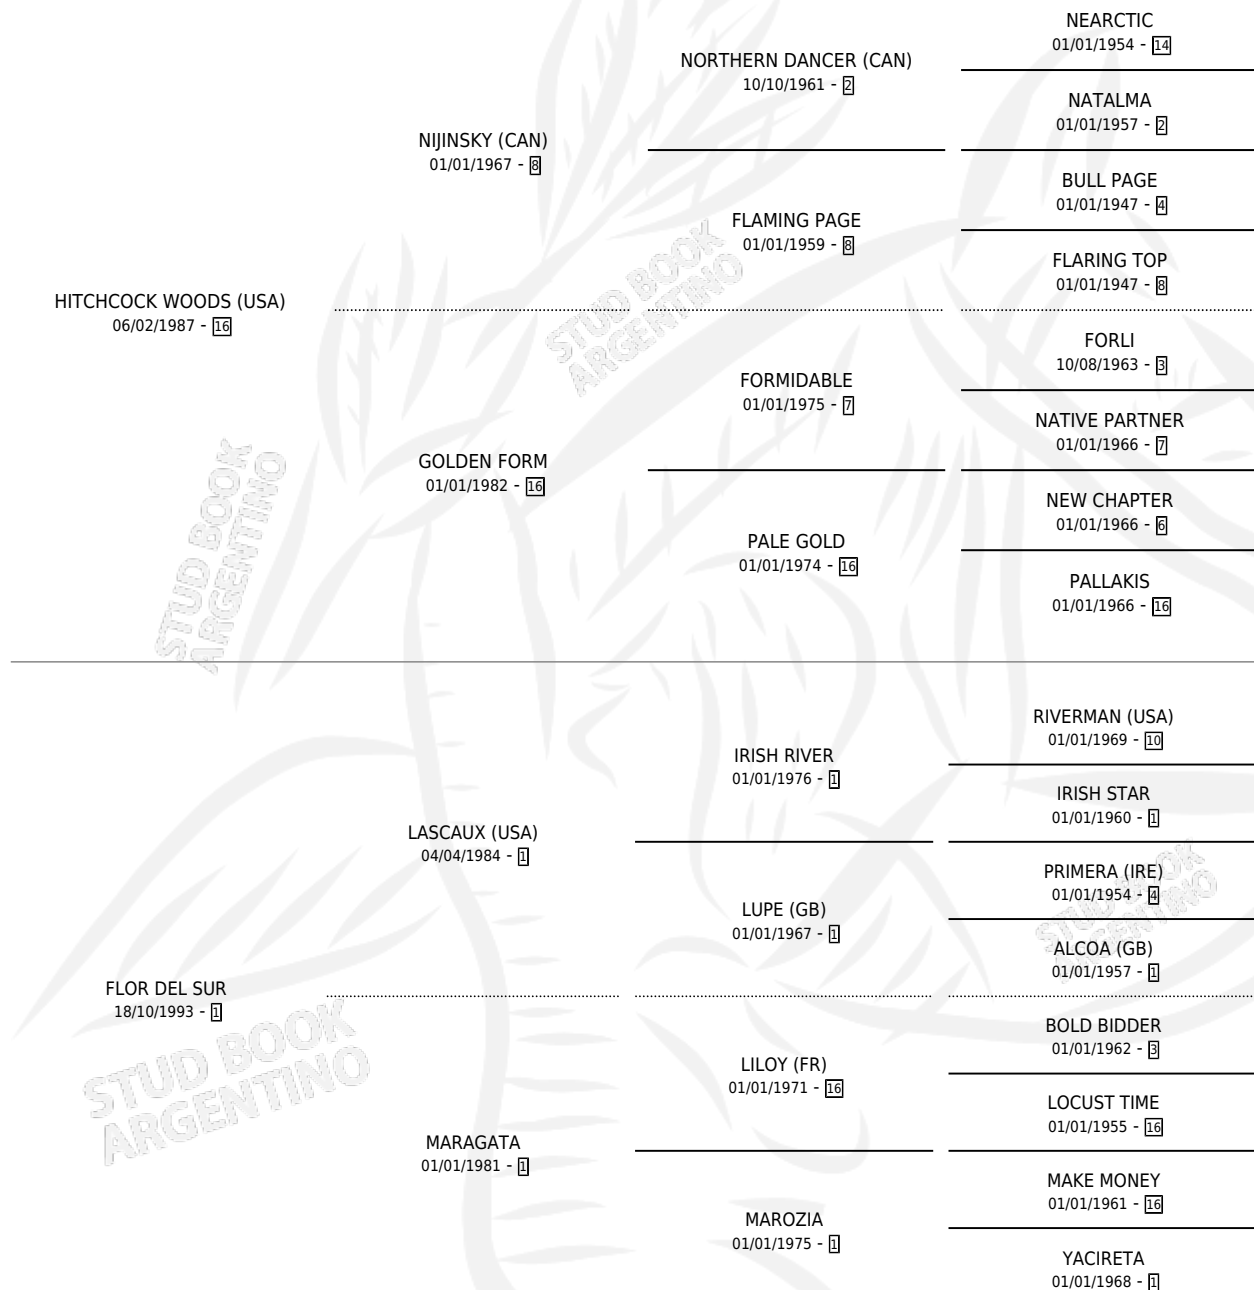 NEARCTIC
01/01/1954 - 14
NORTHERN DANCER (CAN)
10/10/1961 - 2
NATALMA
01/01/1957 - 2
NIJINSKY (CAN)
01/01/1967 - 8
BULL PAGE
01/01/1947 - 4
FLAMING PAGE
01/01/1959 - 8
FLARING TOP
01/01/1947 - 8
HITCHCOCK WOODS (USA)
06/02/1987 - 16
FORLI
10/08/1963 - 3
FORMIDABLE
01/01/1975 - 7
NATIVE PARTNER
01/01/1966 - 7
GOLDEN FORM
01/01/1982 - 16
NEW CHAPTER
01/01/1966 - 6
PALE GOLD
01/01/1974 - 16
PALLAKIS
01/01/1966 - 16
RIVERMAN (USA)
01/01/1969 - 10
IRISH RIVER
01/01/1976 - 1
IRISH STAR
01/01/1960 - 1
LASCAUX (USA)
04/04/1984 - 1
PRIMERA (IRE)
01/01/1954 - 4
LUPE (GB)
01/01/1967 - 1
ALCOA (GB)
01/01/1957 - 1
FLOR DEL SUR
18/10/1993 - 1
BOLD BIDDER
01/01/1962 - 3
LILOY (FR)
01/01/1971 - 16
LOCUST TIME
01/01/1955 - 16
MARAGATA
01/01/1981 - 1
MAKE MONEY
01/01/1961 - 16
MAROZIA
01/01/1975 - 1
YACIRETA
01/01/1968 - 1
STUD BOOK
ARGENTINO
STUD BOOK
ARGENTINO
STUD BOOK
ARGENTINO
STUD BOOK
ARGENTINO